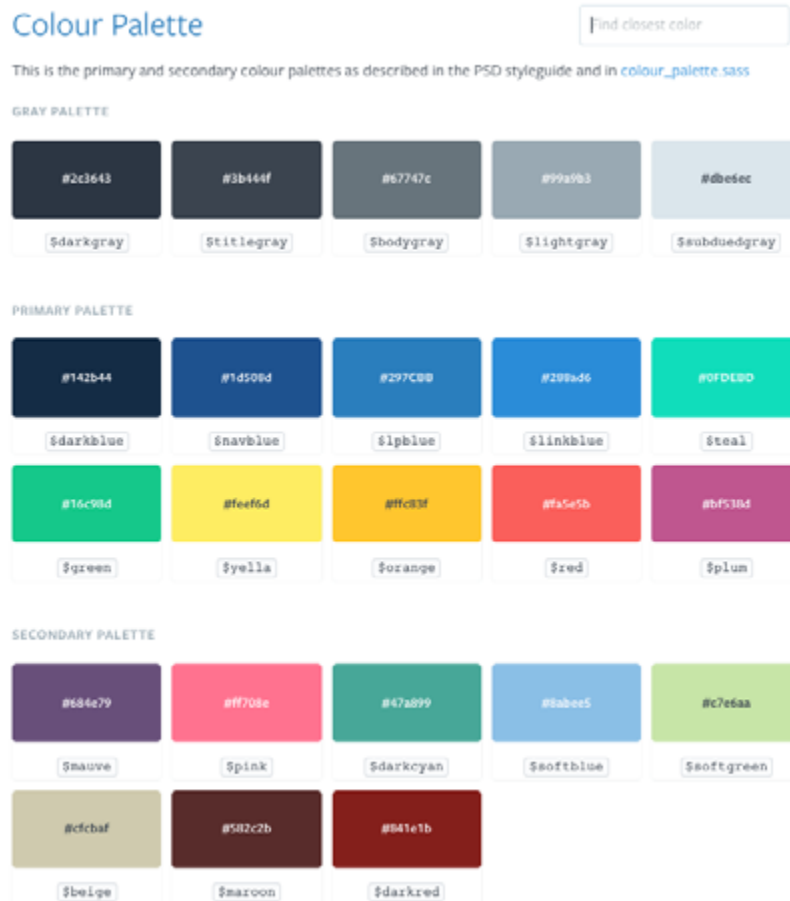 Colour Palette
Find closest color
This is the primary and secondary colour palettes as described in the PSD styleguide and in colour_palette.sass
GRAY PALETTE
#2c3643 #3b444f #67747c #99a9b3 #dbe6ec
$darkgray $titlegray $bodygray $lightgray $subduedgray
PRIMARY PALETTE
#142b44 #1d508d #297CBB #288ad6 #0FDEBD
$darkblue $navblue $lpblue $linkblue $teal
#16c98d #feef6d #ffc83f #fa5e5b #bf538d
$green $yella $orange $red $plum
SECONDARY PALETTE
#684e79 #ff708e #47a899 #8abee5 #c7e6aa
$mauve $pink $darkcyan $softblue $softgreen
#cfcbaf #582c2b #841e1b
$beige $maroon $darkred